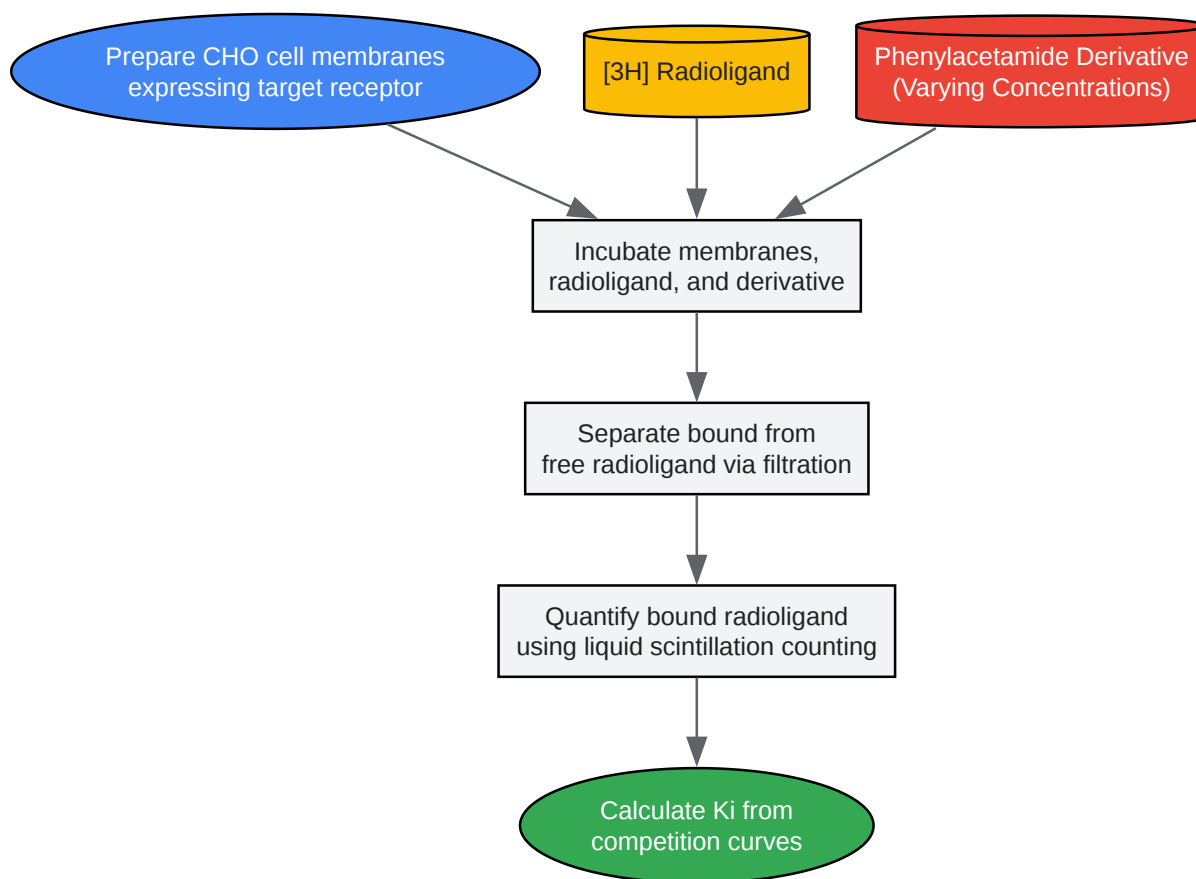 Prepare CHO cell membranes
expressing target receptor
[3H] Radioligand
Phenylacetamide Derivative
(Varying Concentrations)
Incubate membranes,
radioligand, and derivative
Separate bound from
free radioligand via filtration
Quantify bound radioligand
using liquid scintillation counting
Calculate Ki from
competition curves